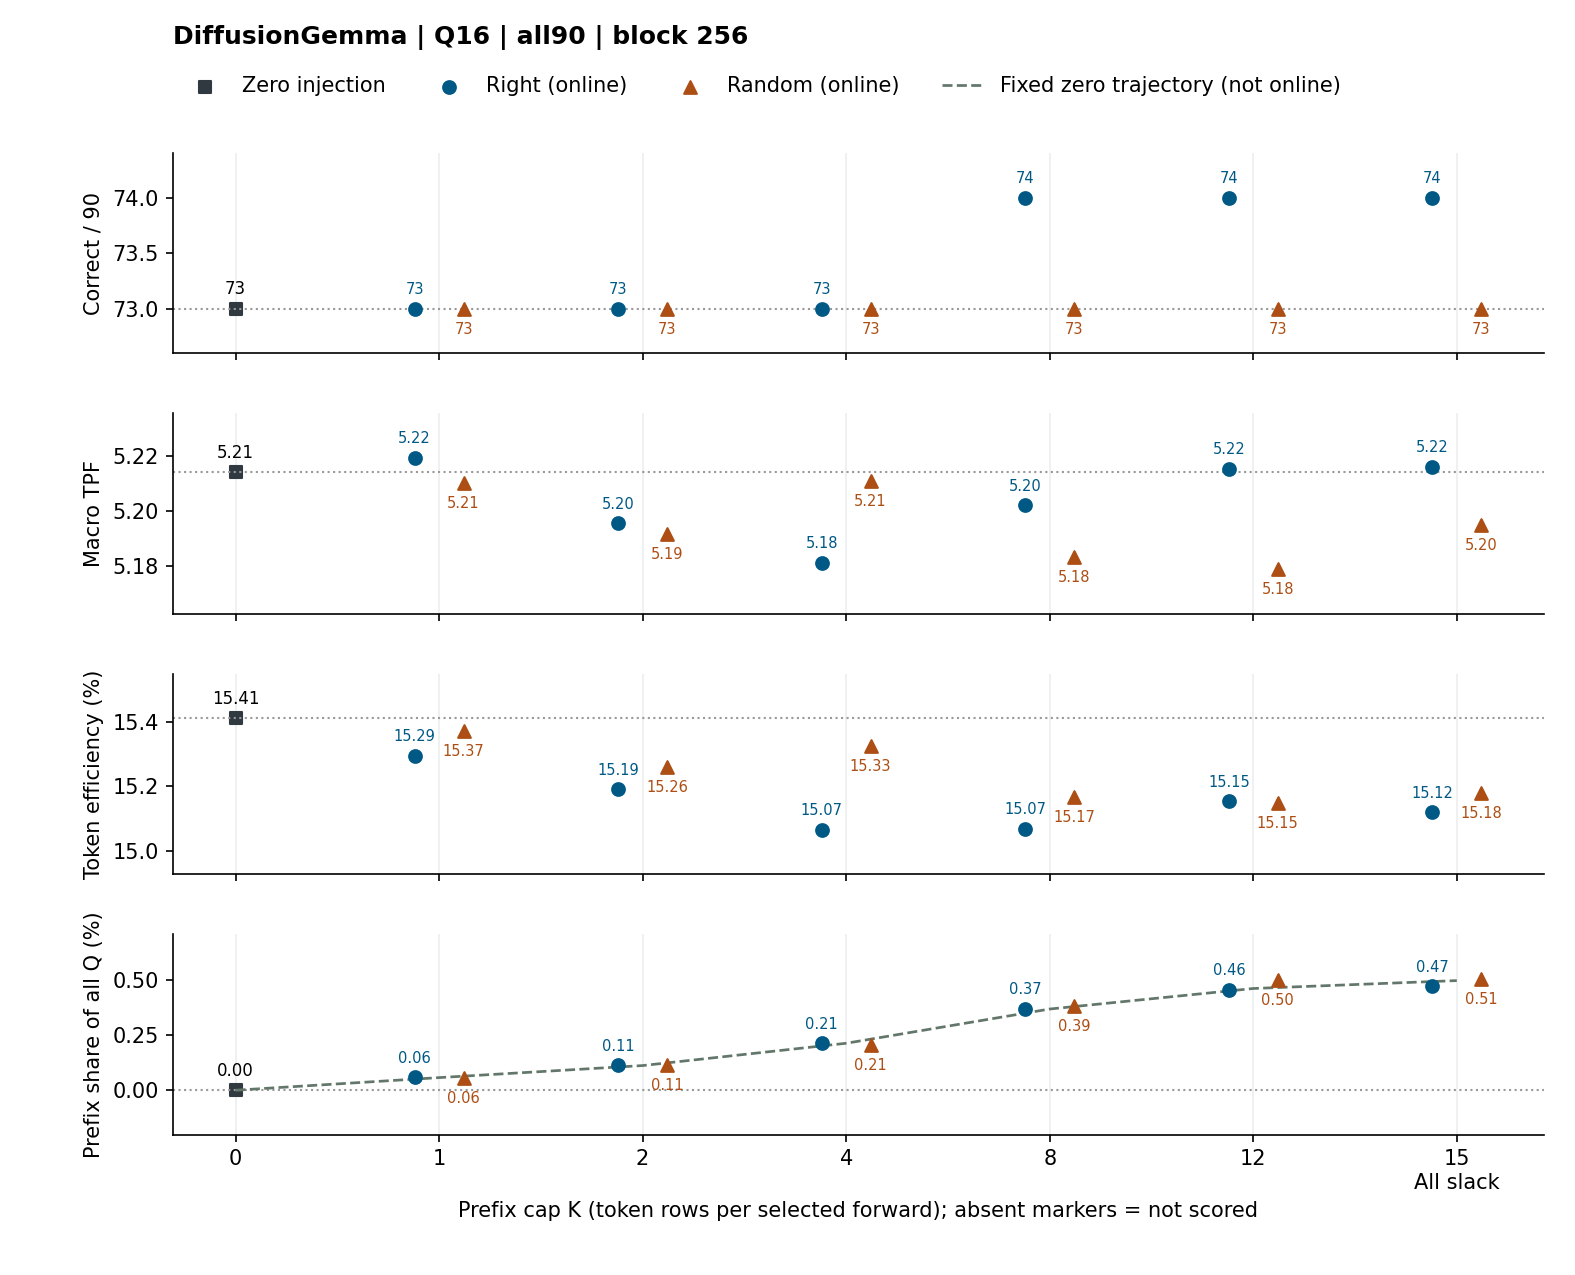 DiffusionGemma | Q16 | all90 | block 256
Zero injection Right (online) Random (online) Fixed zero trajectory (not online)
Correct / 90
74.0
73.5
73.0
73
73 73 73 74 74 74
73 73 73 73 73 73
Macro TPF
5.22
5.20
5.18
5.21
5.22 5.20 5.18 5.20 5.22 5.22
5.21 5.19 5.21 5.18 5.18 5.20
Token efficiency (%)
15.4
15.2
15.0
15.41
15.29 15.19 15.07 15.07 15.15 15.12
15.37 15.26 15.33 15.17 15.15 15.18
Prefix share of all Q (%)
0.50
0.25
0.00
0.00
0.06 0.11 0.21 0.37 0.46 0.47
0.06 0.11 0.21 0.39 0.50 0.51
0 1 2 4 8 12 15
All slack
Prefix cap K (token rows per selected forward); absent markers = not scored